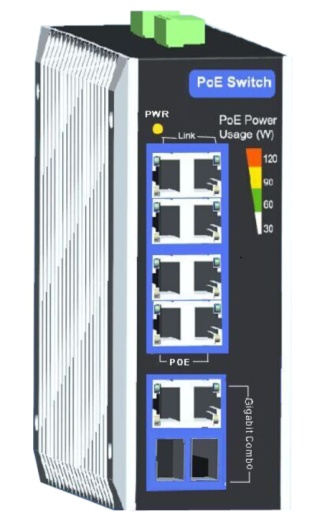 PoE Switch
PWR
PoE Power
Usage (W)
Link
120
90
60
30
POE
Gigabit Combo